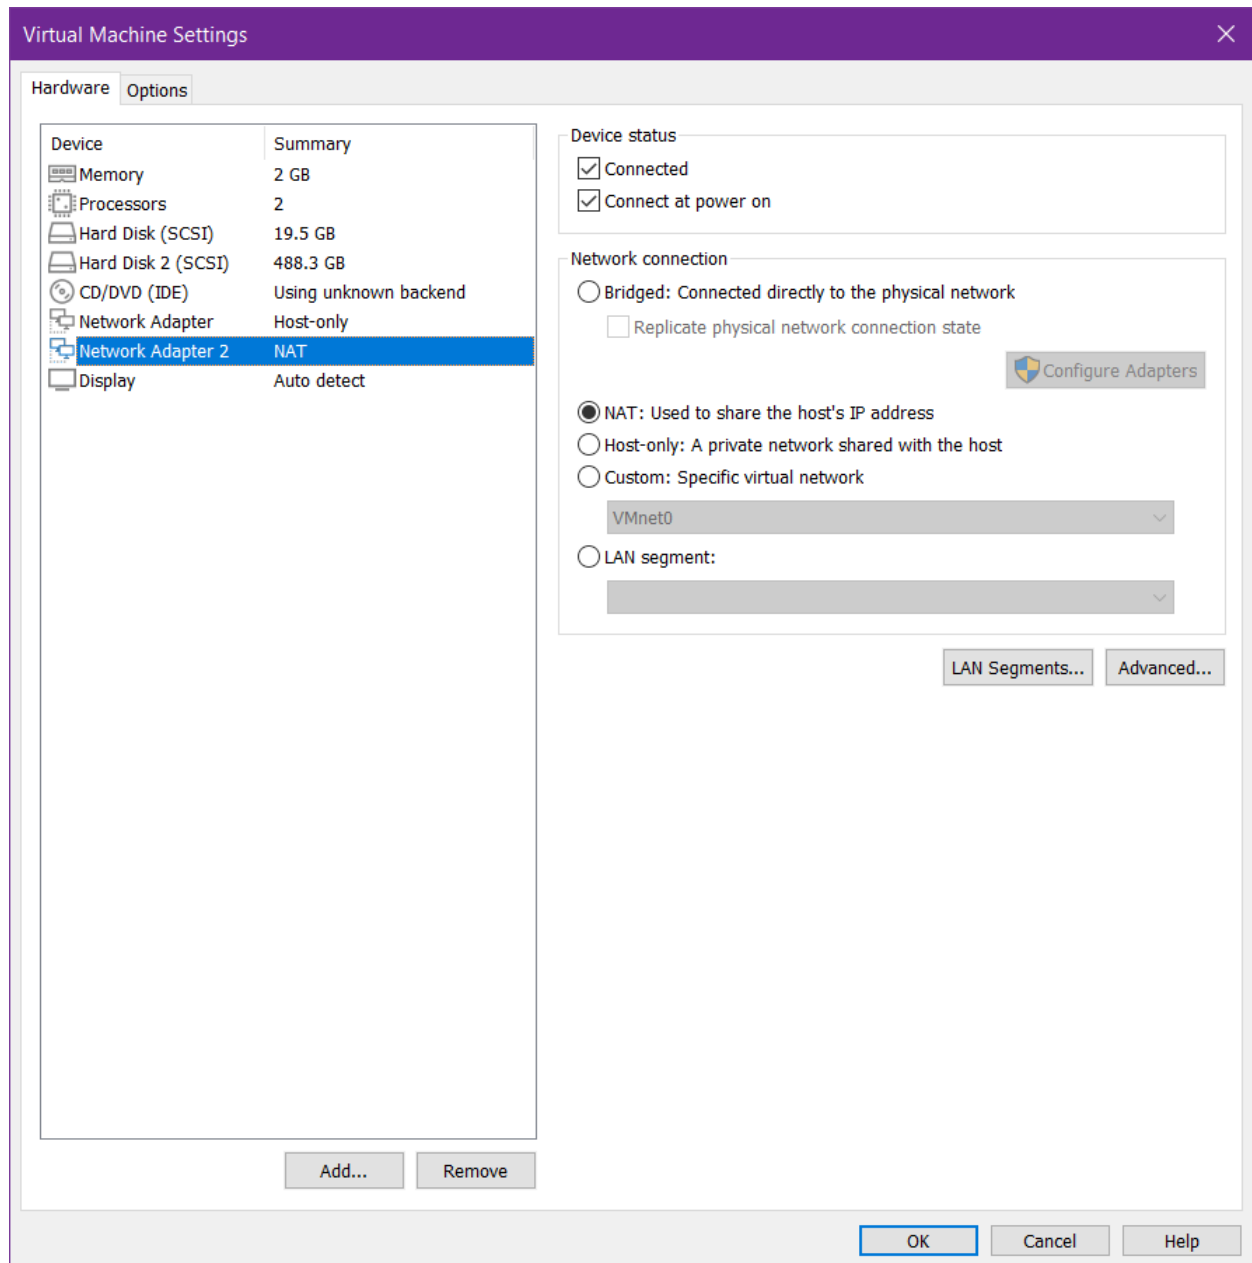 Virtual Machine Settings
Hardware Options
Device Summary
Memory 2 GB
Processors 2
Hard Disk (SCSI) 19.5 GB
Hard Disk 2 (SCSI) 488.3 GB
CD/DVD (IDE) Using unknown backend
Network Adapter Host-only
Network Adapter 2 NAT
Display Auto detect
Add... Remove
Device status
Connected
Connect at power on
Network connection
Bridged: Connected directly to the physical network
Replicate physical network connection state
Configure Adapters
NAT: Used to share the host's IP address
Host-only: A private network shared with the host
Custom: Specific virtual network
VMnet0
LAN segment:
LAN Segments... Advanced...
OK Cancel Help